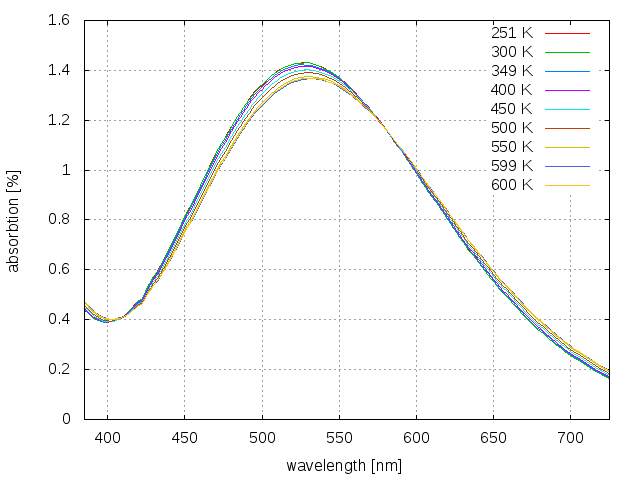 1.6
1.4
1.2
1
0.8
0.6
0.4
0.2
0
absorbtion [%]
251 K
300 K
349 K
400 K
450 K
500 K
550 K
599 K
600 K
400 450 500 550 600 650 700
wavelength [nm]